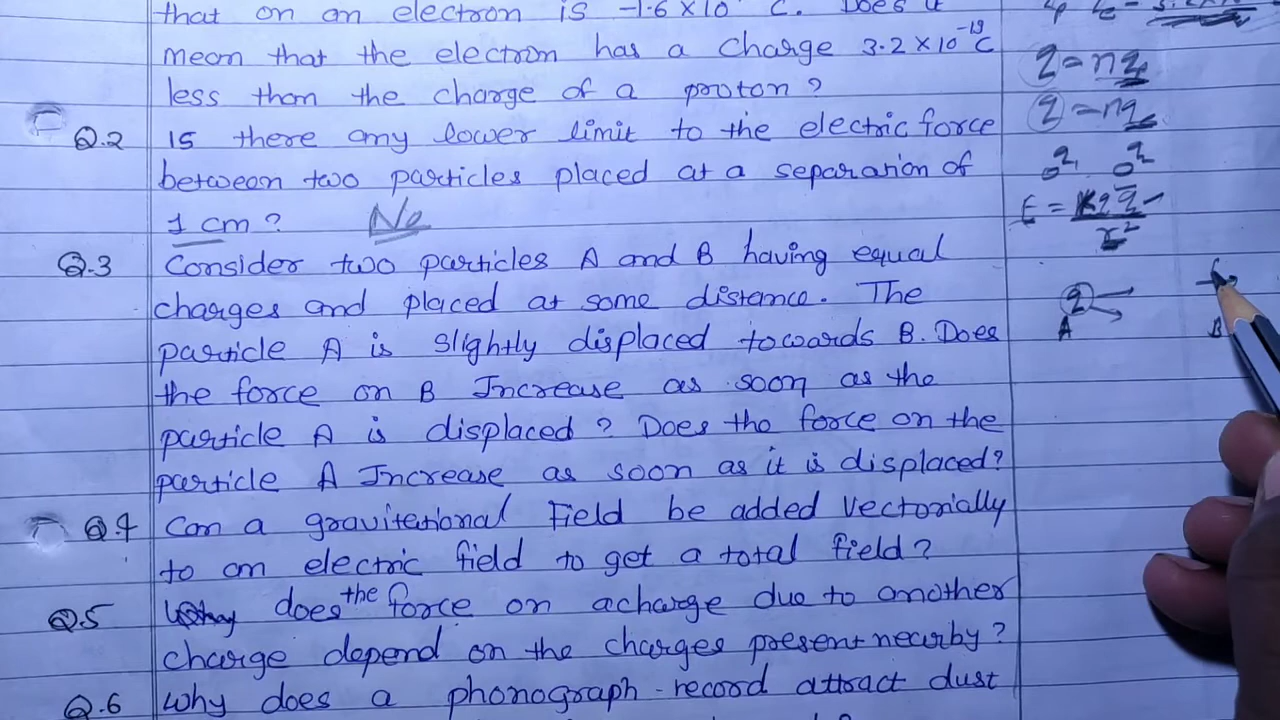 that on an electron is -1.6×10 C. Does it
mean that the electron has a charge 3.2×10⁻¹⁹C
less than the charge of a proton?
Q.2 Is there any lower limit to the electric force
between two particles placed at a separation of
1 cm? No
Q.3 Consider two particles A and B having equal
charges and placed at some distance. The
particle A is slightly displaced towards B. Does
the force on B Increase as soon as the
particle A is displaced? Does the force on the
particle A Increase as soon as it is displaced?
Q.4 Can a gravitational Field be added vectorially
to an electric field to get a total field?
Q.5 does the force on a charge due to another
charge depend on the charges present nearby?
Q.6 Why does a phonograph-record attract dust
q = nq
q = nq
q q
q
A B